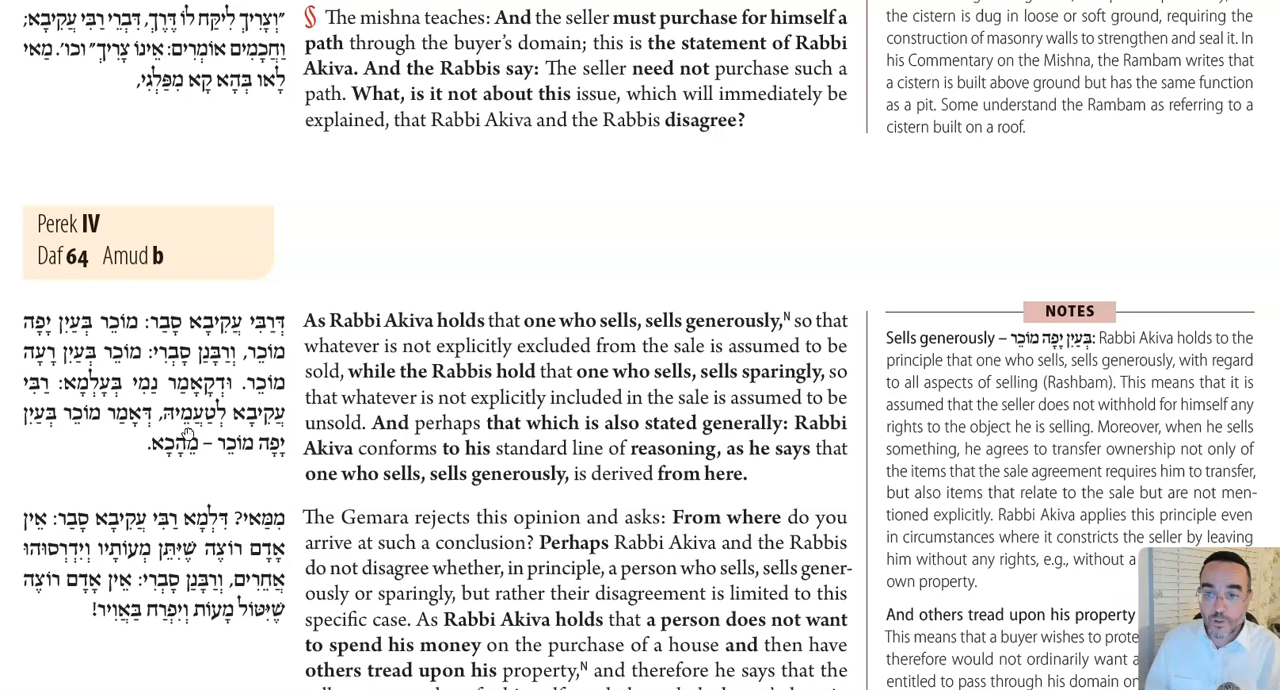 ״וְצָרִיךְ לִיקַּח לוֹ דֶּרֶךְ, דִּבְרֵי רַבִּי עֲקִיבָא;
וַחֲכָמִים אוֹמְרִים: אֵינוֹ צָרִיךְ״ וכו׳. מַאי
לָאו בְּהָא קָא מִפַּלְגִי,
§ The mishna teaches: And the seller must purchase for himself a
path through the buyer's domain; this is the statement of Rabbi
Akiva. And the Rabbis say: The seller need not purchase such a
path. What, is it not about this issue, which will immediately be
explained, that Rabbi Akiva and the Rabbis disagree?
the cistern is dug in loose or soft ground, requiring the
construction of masonry walls to strengthen and seal it. In
his Commentary on the Mishna, the Rambam writes that
a cistern is built above ground but has the same function
as a pit. Some understand the Rambam as referring to a
cistern built on a roof.
Perek IV
Daf 64 Amud b
דְּרַבִּי עֲקִיבָא סָבַר: מוֹכֵר בְּעַיִן יָפָה
מוֹכֵר, וְרַבָּנַן סָבְרִי: מוֹכֵר בְּעַיִן רָעָה
מוֹכֵר. וּדְקָאָמַר נַמֵי בְּעָלְמָא: רַבִּי
עֲקִיבָא לְטַעֲמֵיהּ, דְּאָמַר מוֹכֵר בְּעַיִן
יָפָה מוֹכֵר – מֵהָכָא.
As Rabbi Akiva holds that one who sells, sells generously,ᴺ so that
whatever is not explicitly excluded from the sale is assumed to be
sold, while the Rabbis hold that one who sells, sells sparingly, so
that whatever is not explicitly included in the sale is assumed to be
unsold. And perhaps that which is also stated generally: Rabbi
Akiva conforms to his standard line of reasoning, as he says that
one who sells, sells generously, is derived from here.
מִמַּאי? דִּלְמָא רַבִּי עֲקִיבָא סָבַר: אֵין
אָדָם רוֹצֶה שֶׁיִּתֵּן מְעוֹתָיו וְיִדְרְסוּהוּ
אֲחֵרִים, וְרַבָּנַן סָבְרִי: אֵין אָדָם רוֹצֶה
שֶׁיִּטּוֹל מָעוֹת וְיִפְרַח בַּאֲוִיר!
The Gemara rejects this opinion and asks: From where do you
arrive at such a conclusion? Perhaps Rabbi Akiva and the Rabbis
do not disagree whether, in principle, a person who sells, sells gener-
ously or sparingly, but rather their disagreement is limited to this
specific case. As Rabbi Akiva holds that a person does not want
to spend his money on the purchase of a house and then have
others tread upon his property,ᴺ and therefore he says that the
NOTES
Sells generously – בְּעַיִן יָפָה מוֹכֵר: Rabbi Akiva holds to the
principle that one who sells, sells generously, with regard
to all aspects of selling (Rashbam). This means that it is
assumed that the seller does not withhold for himself any
rights to the object he is selling. Moreover, when he sells
something, he agrees to transfer ownership not only of
the items that the sale agreement requires him to transfer,
but also items that relate to the sale but are not men-
tioned explicitly. Rabbi Akiva applies this principle even
in circumstances where it constricts the seller by leaving
him without any rights, e.g., without a
own property.
And others tread upon his property
This means that a buyer wishes to prote
therefore would not ordinarily want a
entitled to pass through his domain or